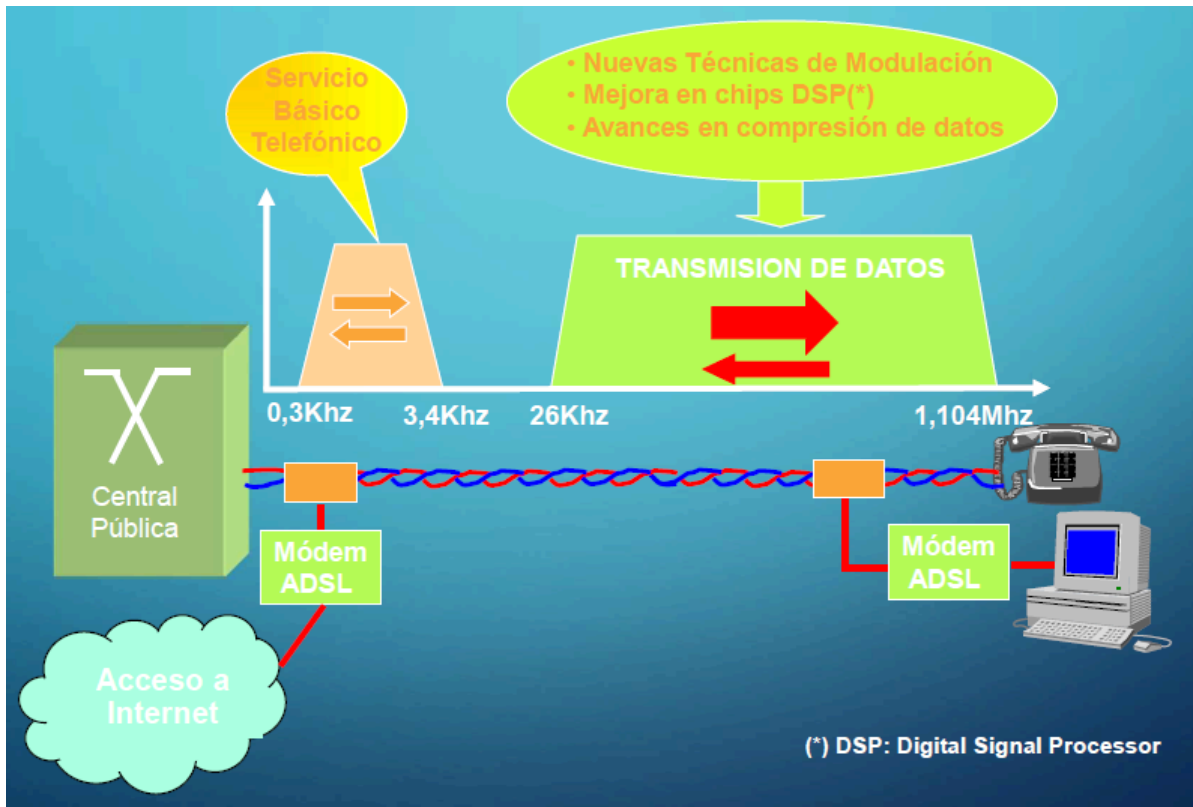 Servicio
Básico
Telefónico
• Nuevas Técnicas de Modulación
• Mejora en chips DSP(*)
• Avances en compresión de datos
TRANSMISION DE DATOS
0,3Khz
3,4Khz
26Khz
1,104Mhz
Central
Pública
Módem
ADSL
Módem
ADSL
Acceso a
Internet
(*) DSP: Digital Signal Processor